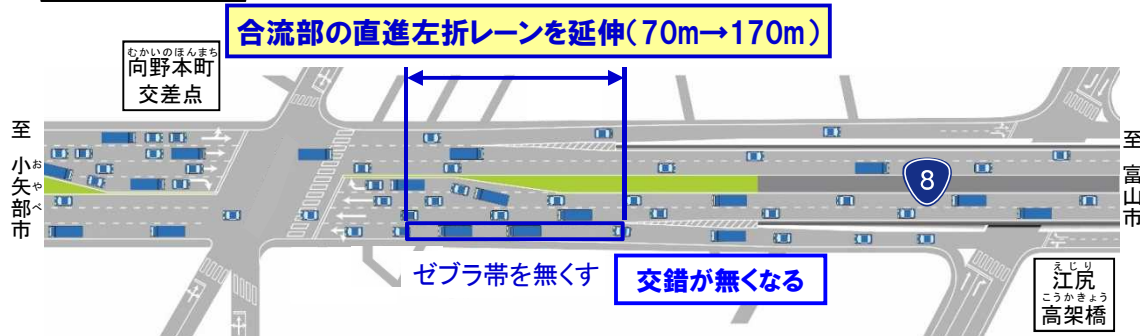 合流部の直進左折レーンを延伸（70m→170m）
むかいのほんまち
向野本町
交差点
至 小矢部市
おやべ
至 富山市
8
ゼブラ帯を無くす
交錯が無くなる
えじり
江尻
こうかきょう
高架橋